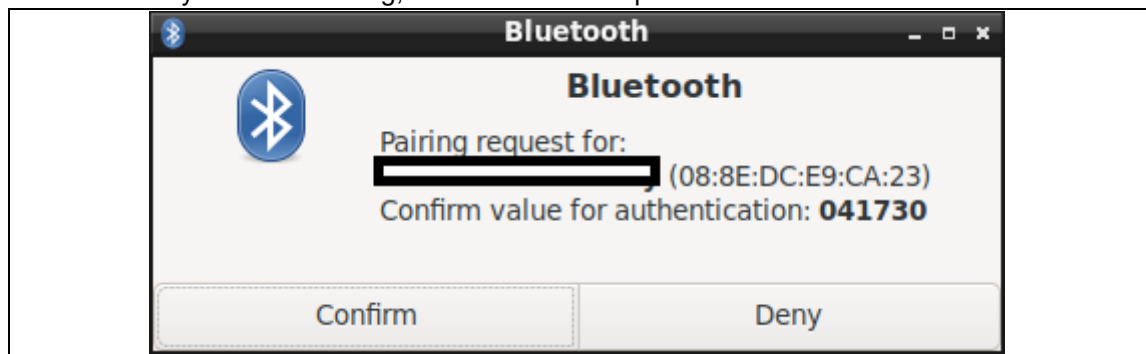 Bluetooth
Bluetooth
Pairing request for:
(08:8E:DC:E9:CA:23)
Confirm value for authentication: 041730
Confirm Deny